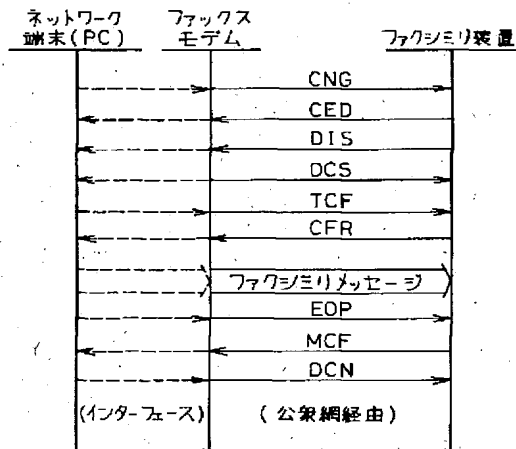 ネットワーク
端末(PC)
ファックス
モデム
ファクシミリ装置
CNG
CED
DIS
DCS
TCF
CFR
ファクシミリメッセージ
EOP
MCF
DCN
(インターフェース)
(公衆網経由)